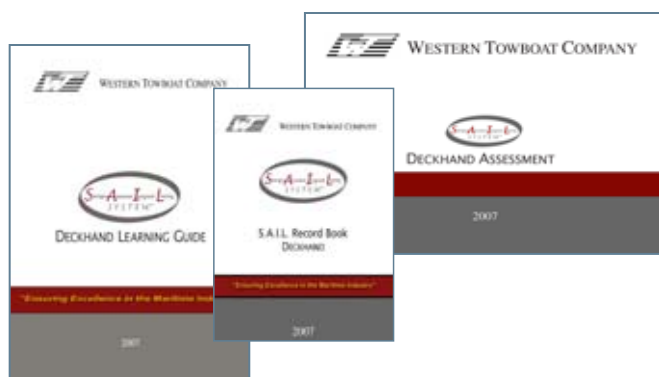 WESTERN TOWBOAT COMPANY
S-A-I-L
SYSTEM
DECKHAND LEARNING GUIDE
"Ensuring Excellence in the Maritime Indu
2007
WESTERN TOWBOAT COMPANY
S-A-I-L
SYSTEM
S.A.I.L. Record Book
DECKHAND
"Ensuring Excellence in the Maritime Industry"
2007
W WESTERN TOWBOAT COMPANY
S-A-I-L
SYSTEM
DECKHAND ASSESSMENT
2007